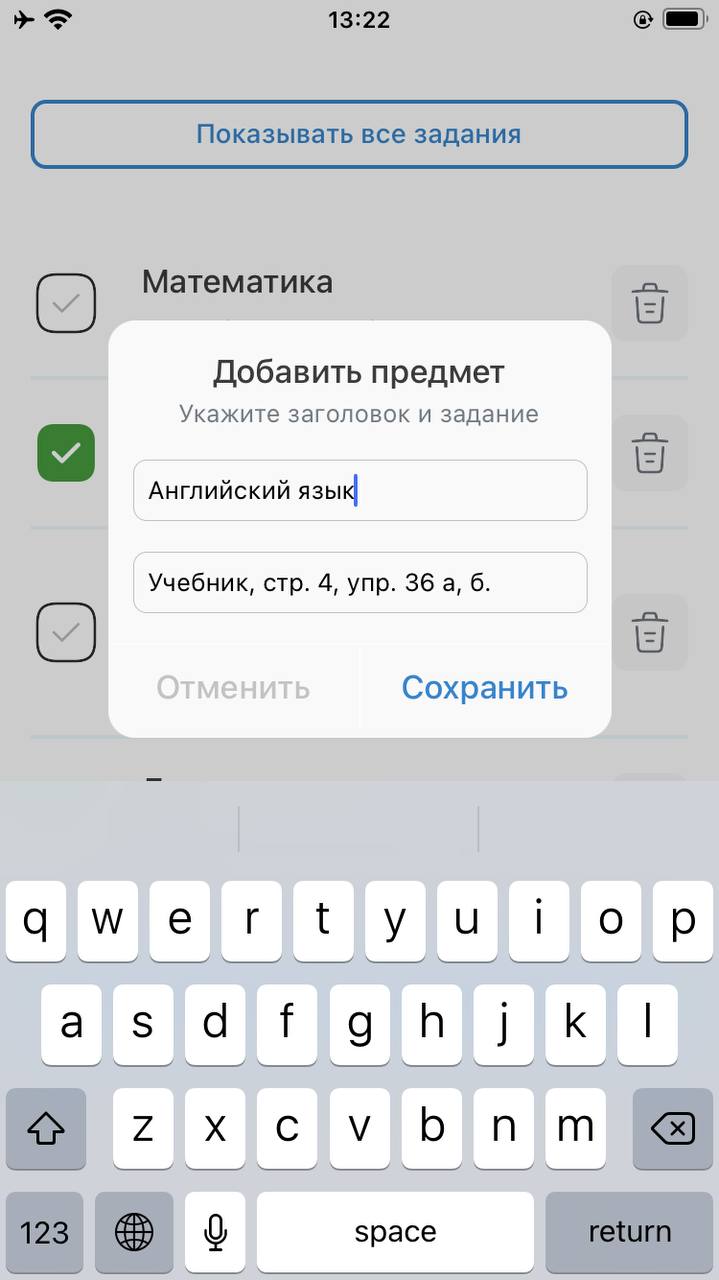 13:22
Показывать все задания
Математика
Добавить предмет
Укажите заголовок и задание
Английский язык
Учебник, стр. 4, упр. 36 а, б.
Отменить
Сохранить
q w e r t y u i o p
a s d f g h j k l
z x c v b n m
123 space return